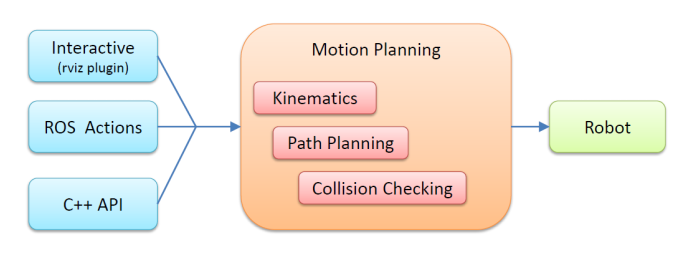 Interactive
(rviz plugin)
ROS Actions
C++ API
Motion Planning
Kinematics
Path Planning
Collision Checking
Robot